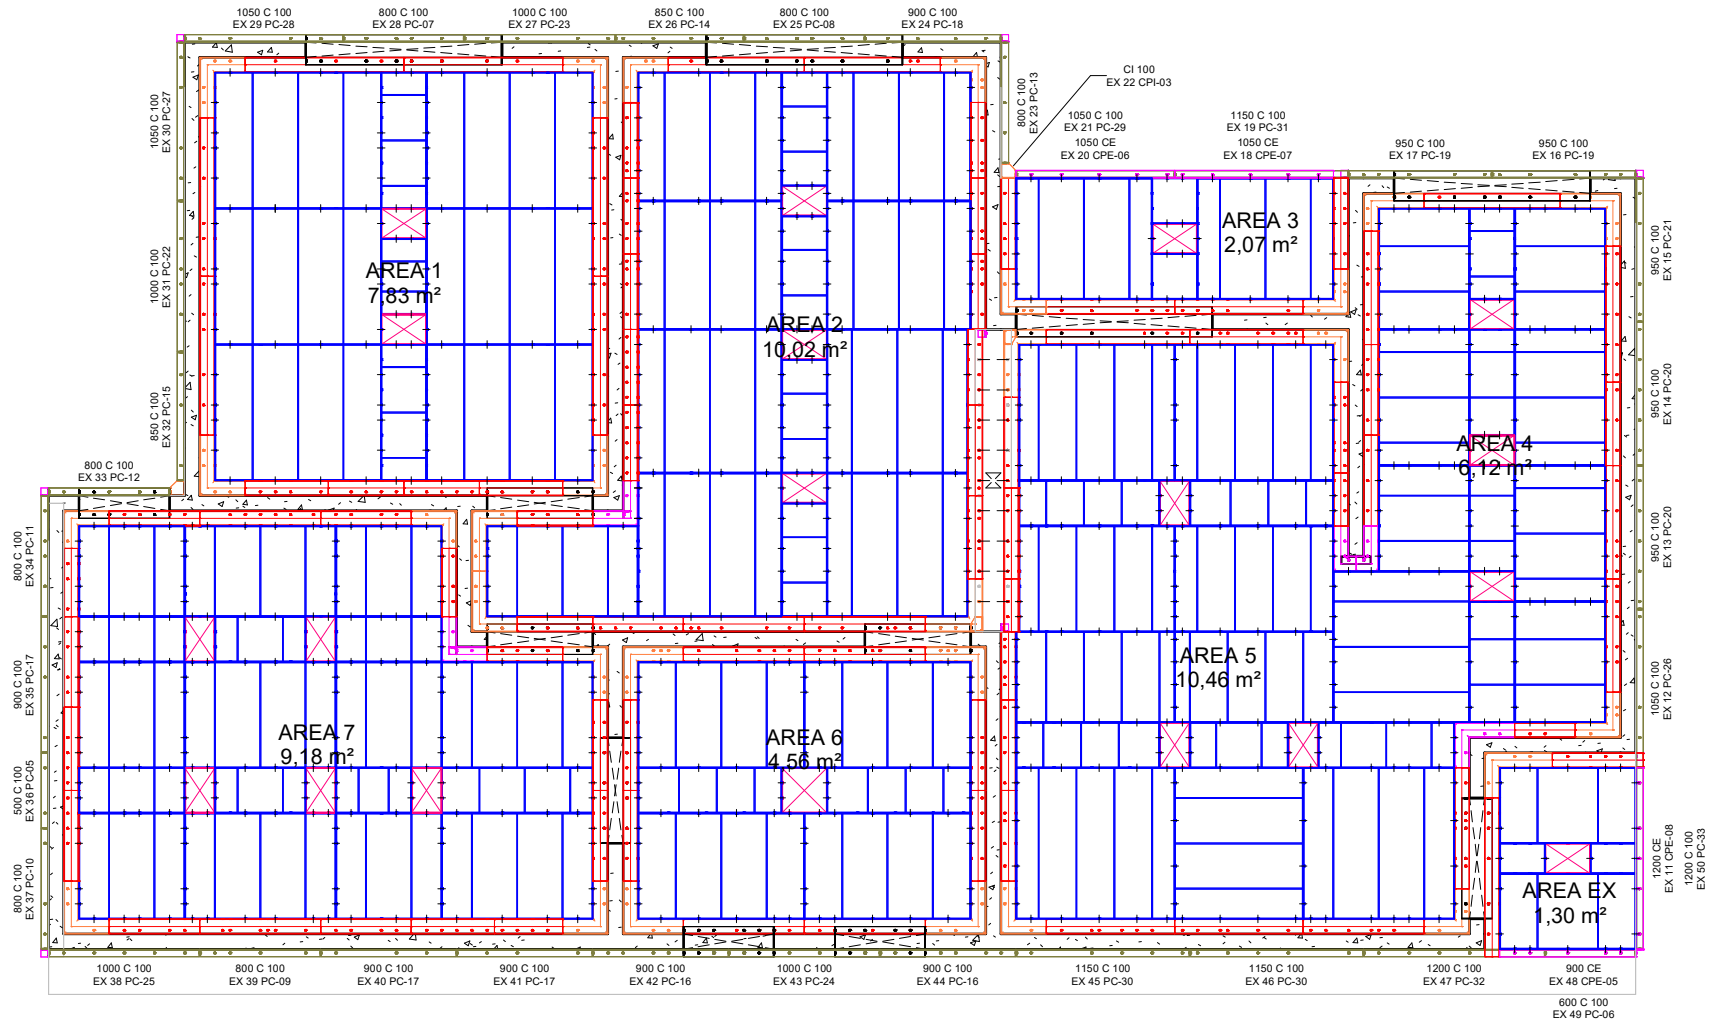 1050 C 100
EX 29 PC-28
800 C 100
EX 28 PC-07
1000 C 100
EX 27 PC-23
850 C 100
EX 26 PC-14
800 C 100
EX 25 PC-08
900 C 100
EX 24 PC-18
CI 100
EX 22 CPI-03
800 C 100
EX 23 PC-13
1050 C 100
EX 21 PC-29
1050 CE
EX 20 CPE-06
1150 C 100
EX 19 PC-31
1050 CE
EX 18 CPE-07
950 C 100
EX 17 PC-19
950 C 100
EX 16 PC-19
1050 C 100
EX 30 PC-27
1000 C 100
EX 31 PC-22
850 C 100
EX 32 PC-15
800 C 100
EX 33 PC-12
AREA 1
7,83 m²
AREA 2
10,02 m²
AREA 3
2,07 m²
AREA 4
6,12 m²
950 C 100
EX 15 PC-21
950 C 100
EX 14 PC-20
950 C 100
EX 13 PC-20
1050 C 100
EX 12 PC-26
800 C 100
EX 34 PC-11
900 C 100
EX 35 PC-17
500 C 100
EX 36 PC-05
800 C 100
EX 37 PC-10
AREA 5
10,46 m²
AREA 7
9,18 m²
AREA 6
4,56 m²
AREA EX
1,30 m²
1200 CE
EX 11 CPE-08
1200 C 100
EX 50 PC-33
1000 C 100
EX 38 PC-25
800 C 100
EX 39 PC-09
900 C 100
EX 40 PC-17
900 C 100
EX 41 PC-17
900 C 100
EX 42 PC-16
1000 C 100
EX 43 PC-24
900 C 100
EX 44 PC-16
1150 C 100
EX 45 PC-30
1150 C 100
EX 46 PC-30
1200 C 100
EX 47 PC-32
900 CE
EX 48 CPE-05
600 C 100
EX 49 PC-06